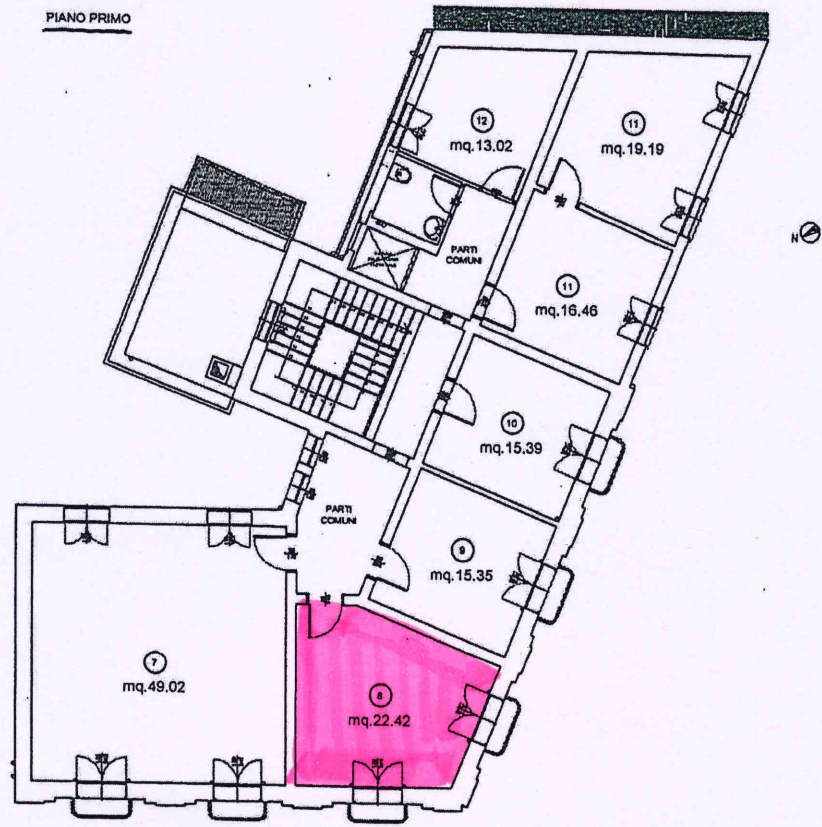 PIANO PRIMO
12
mq.13.02
11
mq.19.19
N
PARTI
COMUNI
11
mq.16.46
10
mq.15.39
PARTI
COMUNI
9
mq.15.35
7
mq.49.02
8
mq.22.42